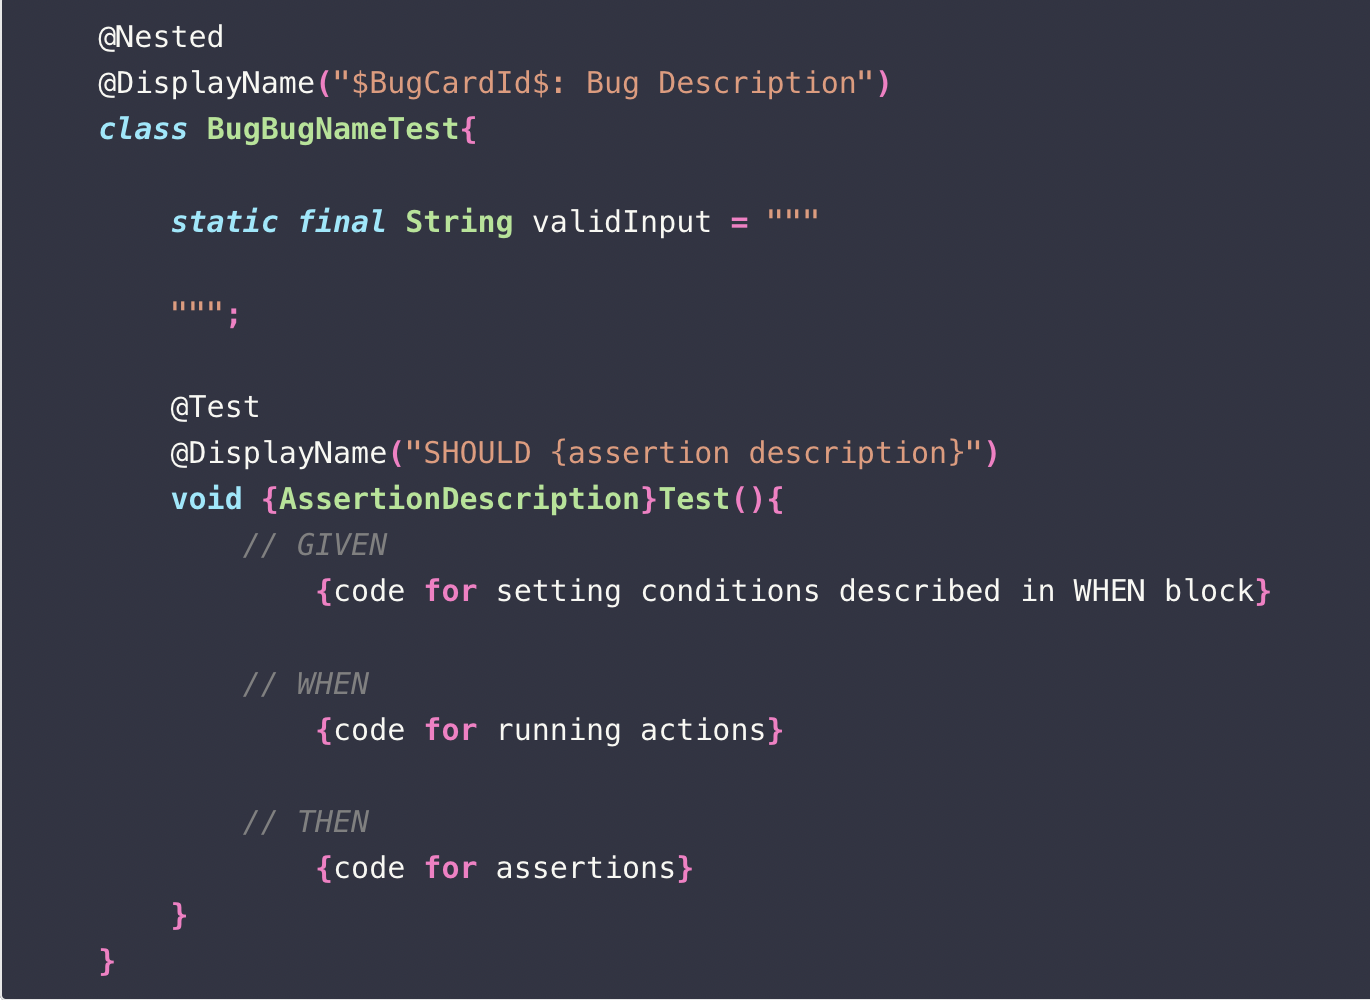 @Nested
@DisplayName("$BugCardId$: Bug Description")
class BugBugNameTest{
static final String validInput = """
""";
@Test
@DisplayName("SHOULD {assertion description}")
void {AssertionDescription}Test(){
// GIVEN
{code for setting conditions described in WHEN block}
// WHEN
{code for running actions}
// THEN
{code for assertions}
}
}